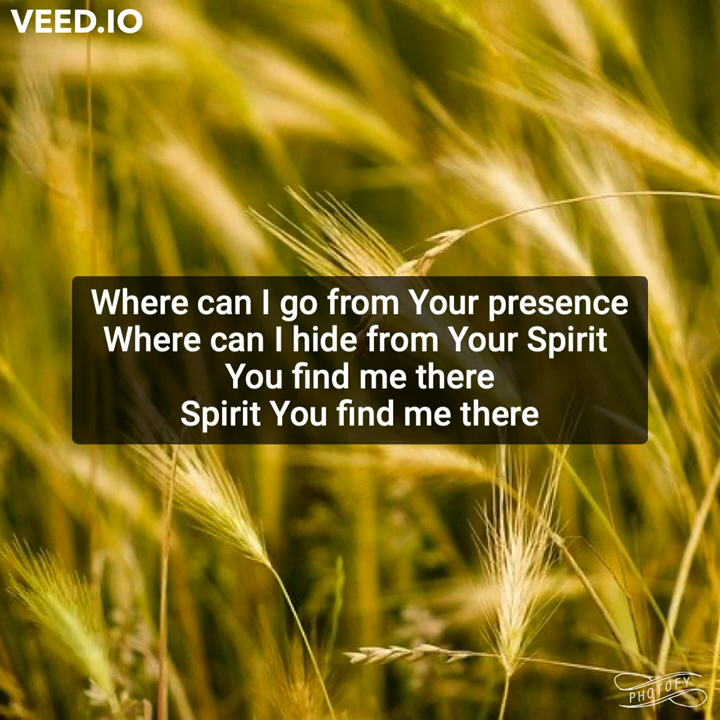 VEED.IO
Where can I go from Your presence
Where can I hide from Your Spirit
You find me there
Spirit You find me there
PHOTOFY